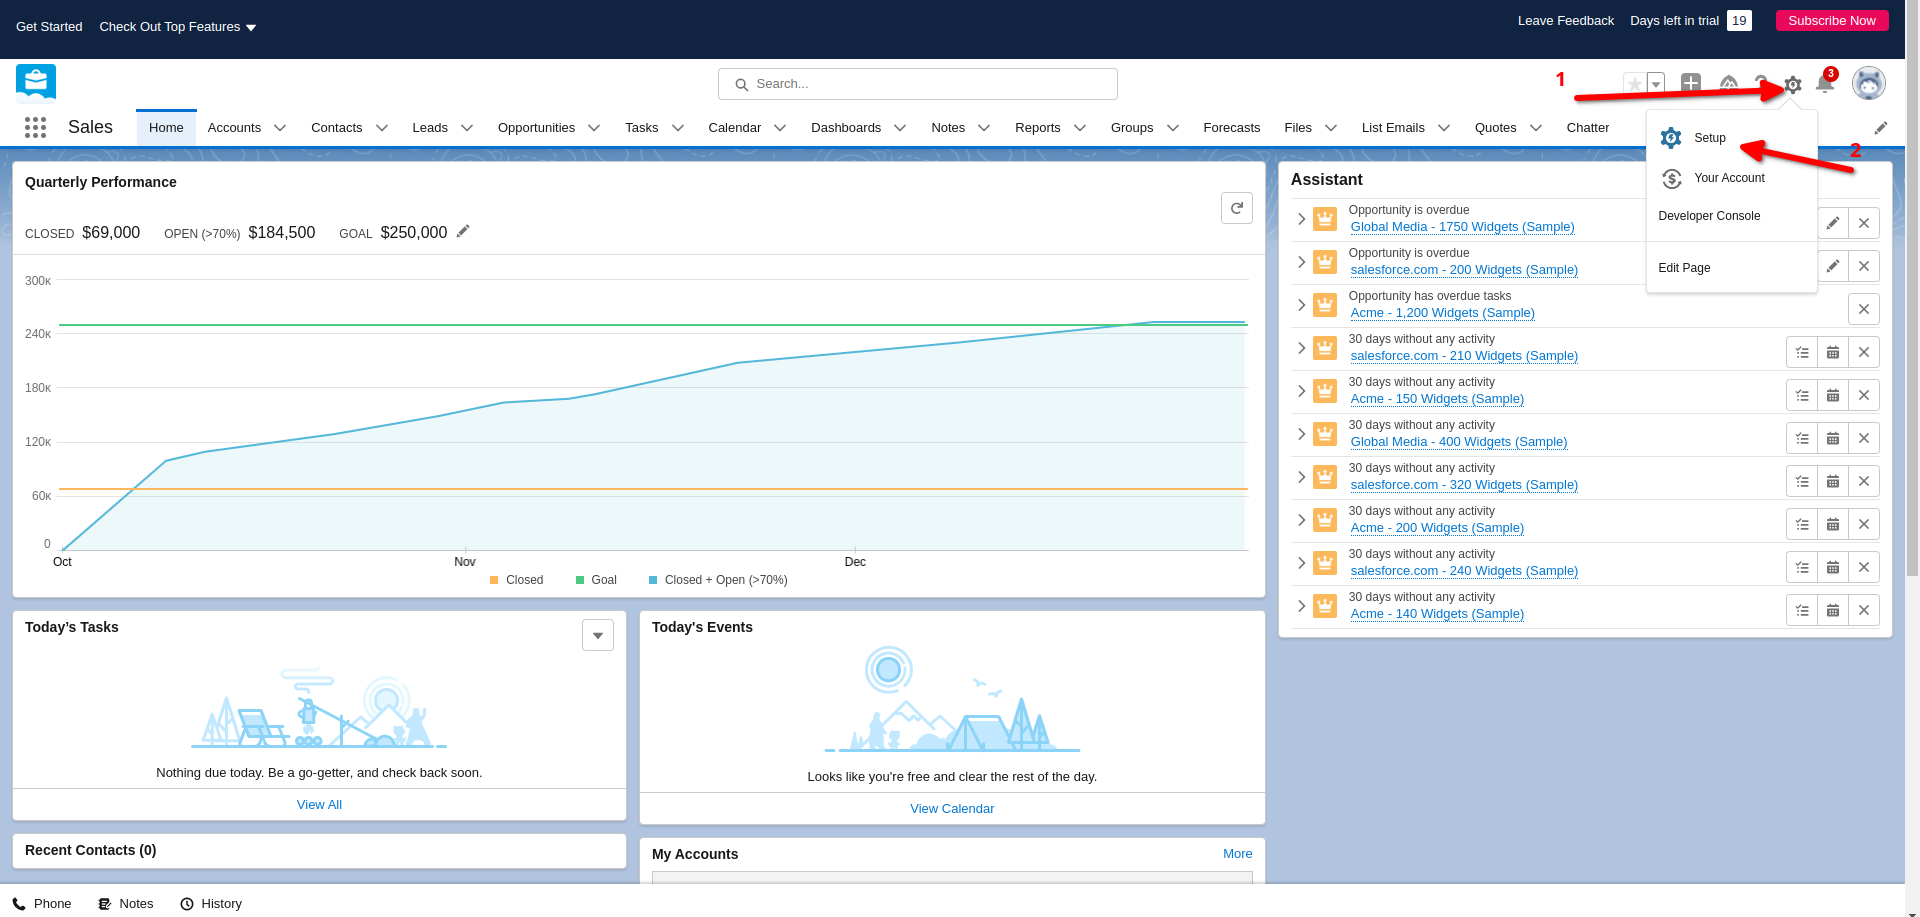 Get Started Check Out Top Features
Leave Feedback Days left in trial 19 Subscribe Now
Search...
1
3
Sales Home Accounts Contacts Leads Opportunities Tasks Calendar Dashboards Notes Reports Groups Forecasts Files List Emails Quotes Chatter
Setup
2
Your Account
Developer Console
Edit Page
Quarterly Performance
CLOSED $69,000 OPEN (>70%) $184,500 GOAL $250,000
300K
240K
180K
120K
60K
0
Oct Nov Dec
Closed Goal Closed + Open (>70%)
Assistant
Opportunity is overdue
Global Media - 1750 Widgets (Sample)
Opportunity is overdue
salesforce.com - 200 Widgets (Sample)
Opportunity has overdue tasks
Acme - 1,200 Widgets (Sample)
30 days without any activity
salesforce.com - 210 Widgets (Sample)
30 days without any activity
Acme - 150 Widgets (Sample)
30 days without any activity
Global Media - 400 Widgets (Sample)
30 days without any activity
salesforce.com - 320 Widgets (Sample)
30 days without any activity
Acme - 200 Widgets (Sample)
30 days without any activity
salesforce.com - 240 Widgets (Sample)
30 days without any activity
Acme - 140 Widgets (Sample)
Today’s Tasks
Nothing due today. Be a go-getter, and check back soon.
View All
Today's Events
Looks like you're free and clear the rest of the day.
View Calendar
Recent Contacts (0)
My Accounts More
Phone Notes History